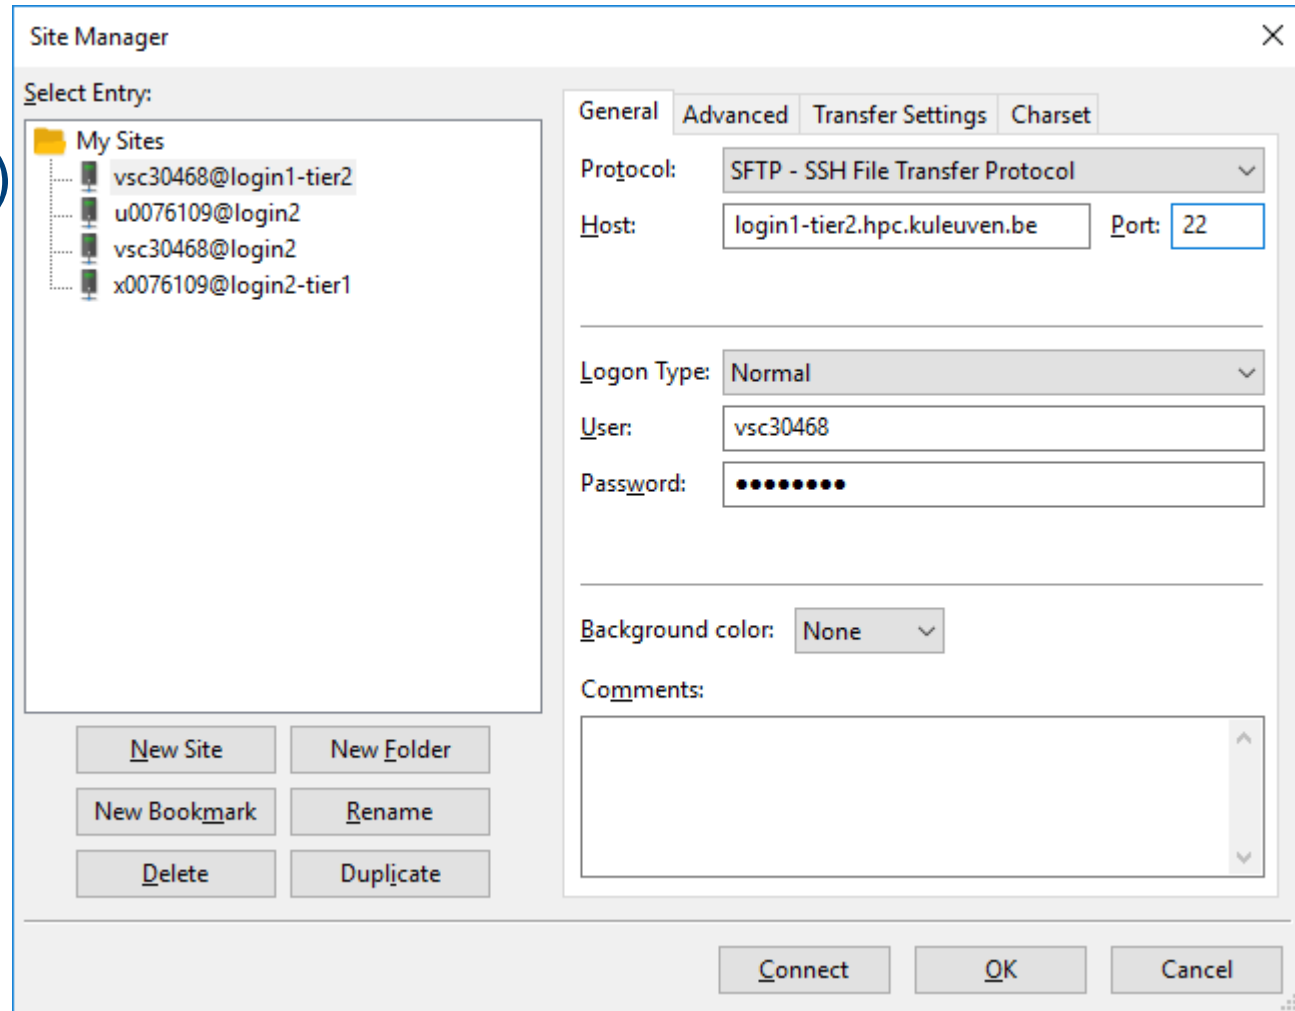 Site Manager
Select Entry:
My Sites
vsc30468@login1-tier2
u0076109@login2
vsc30468@login2
x0076109@login2-tier1
New Site New Folder
New Bookmark Rename
Delete Duplicate
General Advanced Transfer Settings Charset
Protocol: SFTP - SSH File Transfer Protocol
Host: login1-tier2.hpc.kuleuven.be Port: 22
Logon Type: Normal
User: vsc30468
Password: ●●●●●●●●
Background color: None
Comments:
Connect OK Cancel
)